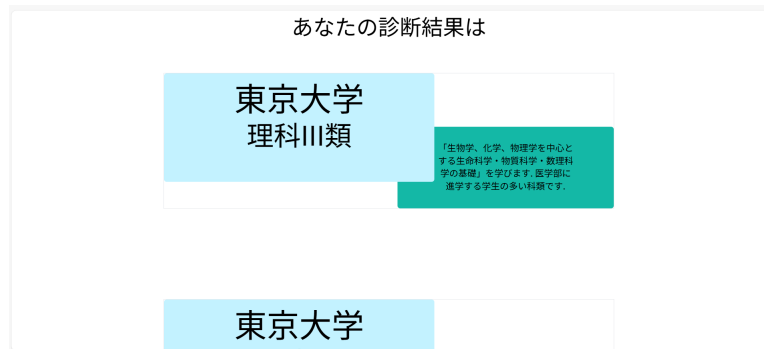 あなたの診断結果は
東京大学
理科III類
「生物学、化学、物理学を中心と
する生命科学・物質科学・数理科
学の基礎」を学びます. 医学部に
進学する学生の多い科類です.
東京大学